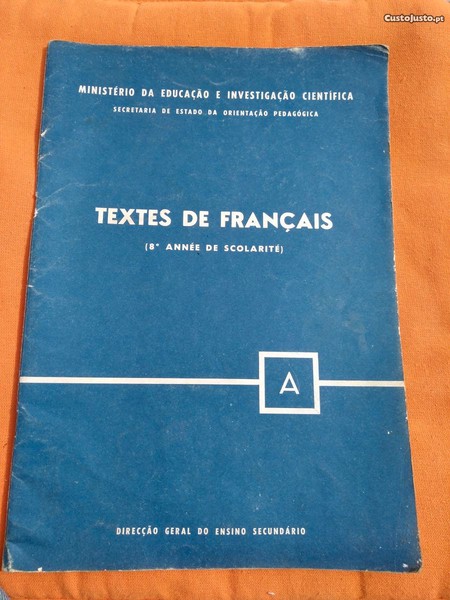 CustoJusto.pt
MINISTÉRIO DA EDUCAÇÃO E INVESTIGAÇÃO CIENTÍFICA
SECRETARIA DE ESTADO DA ORIENTAÇÃO PEDAGÓGICA
TEXTES DE FRANÇAIS
(8e ANNÉE DE SCOLARITÉ)
A
DIRECÇÃO GERAL DO ENSINO SECUNDÁRIO